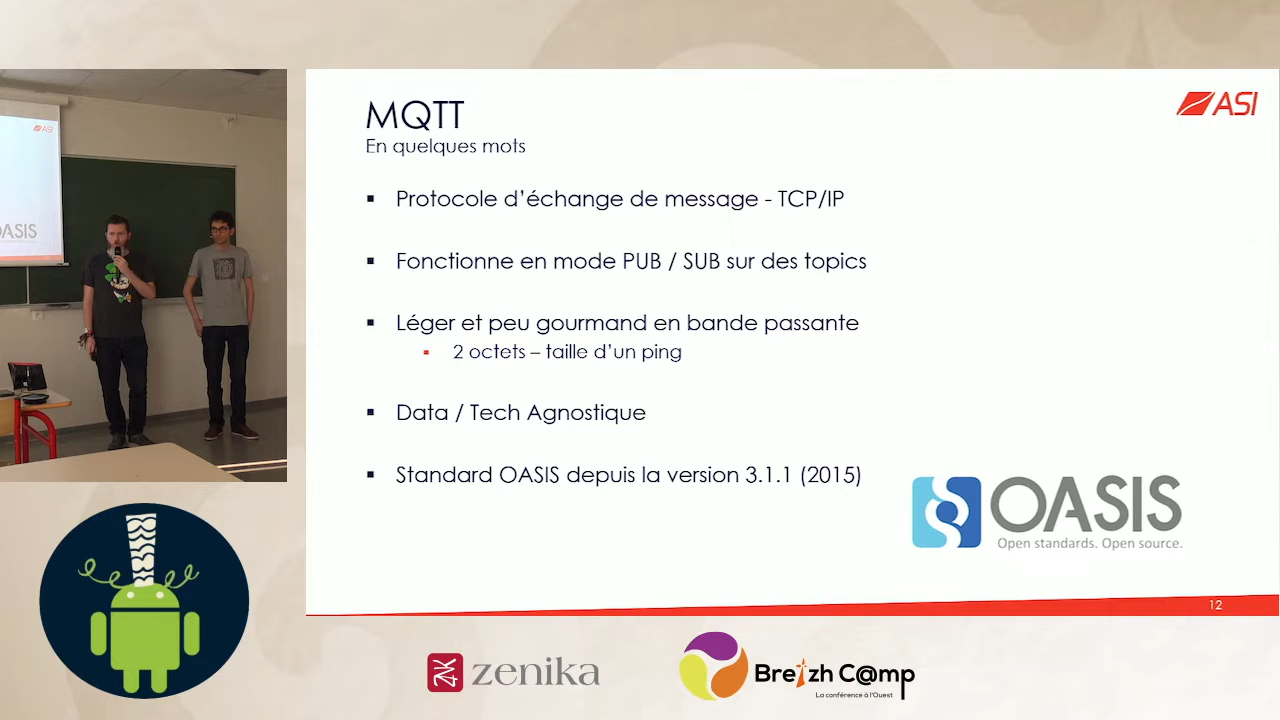 ASI
OASIS
MQTT
En quelques mots
ASI
▪ Protocole d’échange de message - TCP/IP
▪ Fonctionne en mode PUB / SUB sur des topics
▪ Léger et peu gourmand en bande passante
▪ 2 octets – taille d’un ping
▪ Data / Tech Agnostique
▪ Standard OASIS depuis la version 3.1.1 (2015)
OASIS
Open standards. Open source.
12
zenika
Breizh C@mp
La conférence à l'Ouest